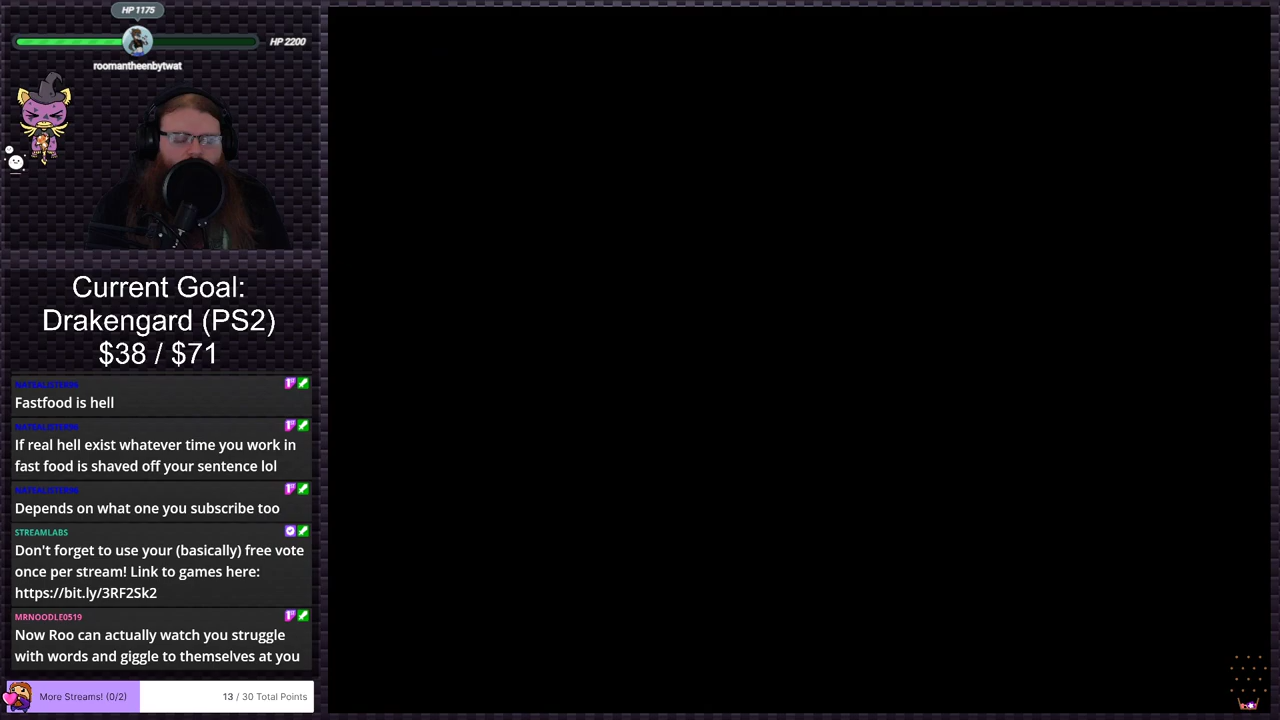 HP 1175
HP 2200
roomantheenbytwat
Current Goal:
Drakengard (PS2)
$38 / $71
Fastfood is hell
If real hell exist whatever time you work in
fast food is shaved off your sentence lol
Depends on what one you subscribe too
STREAMLABS
Don't forget to use your (basically) free vote
once per stream! Link to games here:
https://bit.ly/3RF2Sk2
MRNOODLE0519
Now Roo can actually watch you struggle
with words and giggle to themselves at you
More Streams! (0/2)
13 / 30 Total Points